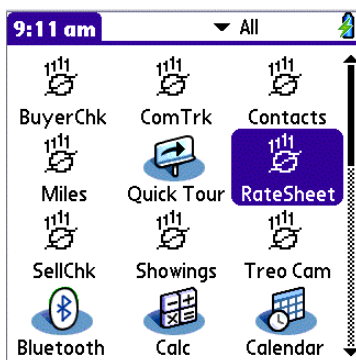 9:11 am All
BuyerChk ComTrk Contacts
Miles Quick Tour RateSheet
SellChk Showings Treo Cam
Bluetooth Calc Calendar